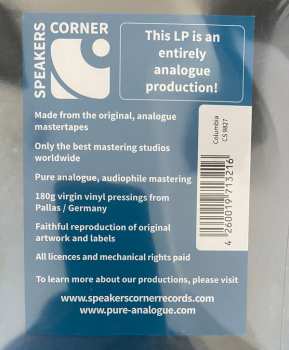 SPEAKERS
CORNER
This LP is an
entirely
analogue
production!
Made from the original, analogue
mastertapes
Only the best mastering studios
worldwide
Pure analogue, audiophile mastering
180g virgin vinyl pressings from
Pallas / Germany
Faithful reproduction of original
artwork and labels
All licences and mechanical rights paid
To learn more about our productions, please visit
www.speakerscornerrecords.com
www.pure-analogue.com
Columbia
CS 9827
4 260019 713216